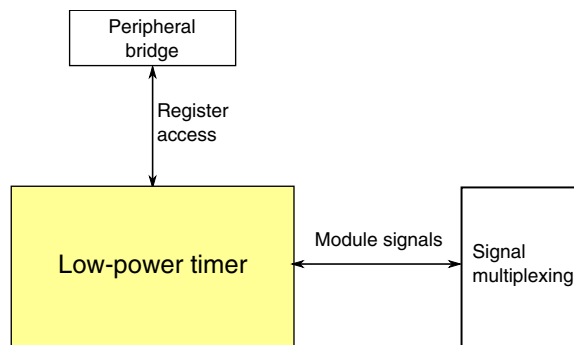 Peripheral
bridge
Register
access
Low-power timer
Module signals
Signal
multiplexing